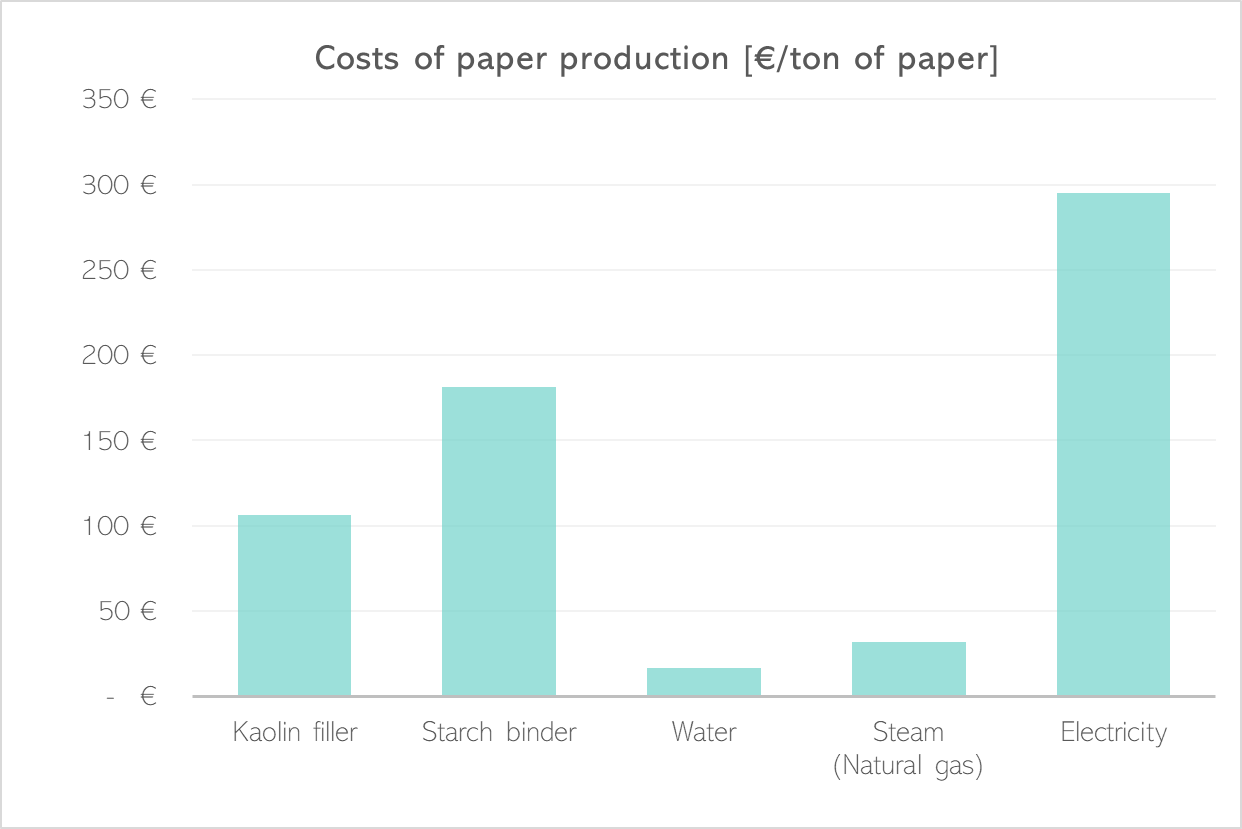 Costs of paper production [€/ton of paper]
350 €
300 €
250 €
200 €
150 €
100 €
50 €
- €
Kaolin filler
Starch binder
Water
Steam
(Natural gas)
Electricity